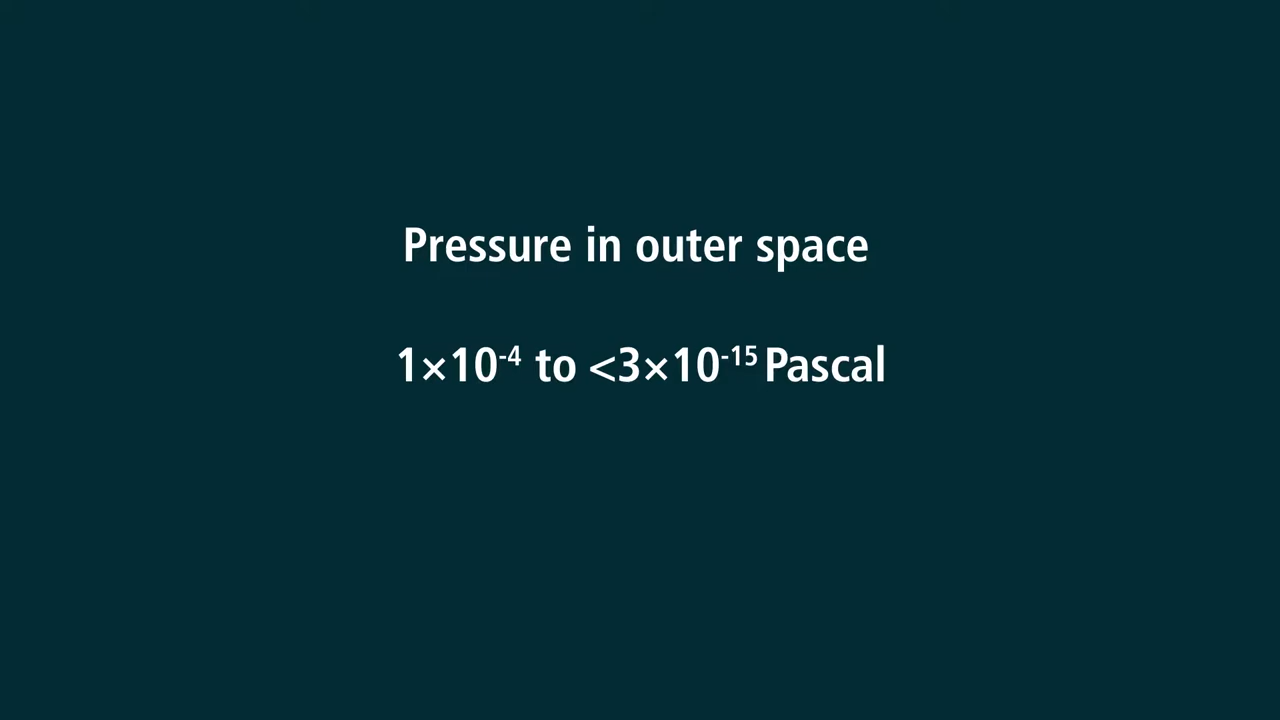 Pressure in outer space
1×10⁻⁴ to <3×10⁻¹⁵ Pascal